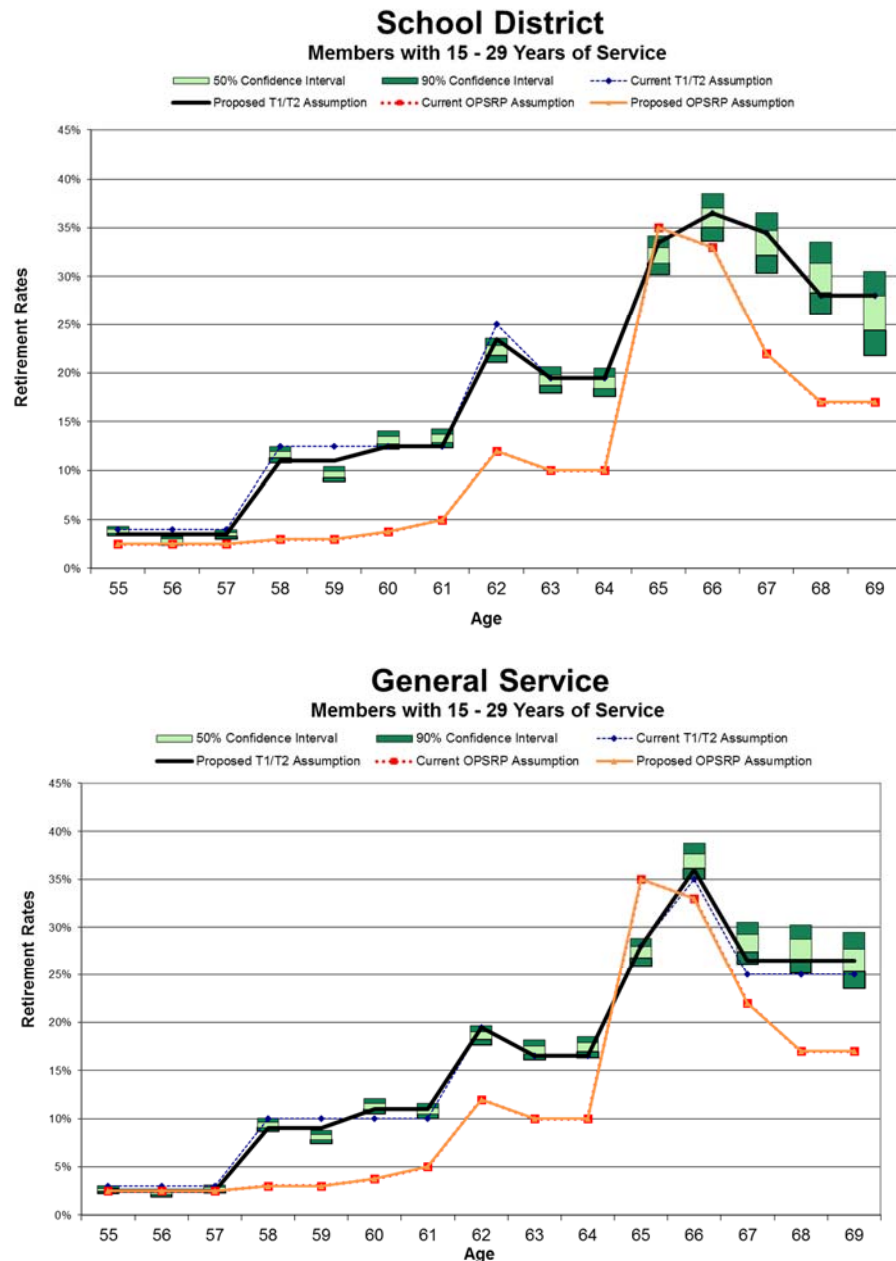 School District
Members with 15 - 29 Years of Service
50% Confidence Interval 90% Confidence Interval Current T1/T2 Assumption
Proposed T1/T2 Assumption Current OPSRP Assumption Proposed OPSRP Assumption
45%
40%
35%
30%
25%
20%
15%
10%
5%
0%
Retirement Rates
55 56 57 58 59 60 61 62 63 64 65 66 67 68 69
Age
General Service
Members with 15 - 29 Years of Service
50% Confidence Interval 90% Confidence Interval Current T1/T2 Assumption
Proposed T1/T2 Assumption Current OPSRP Assumption Proposed OPSRP Assumption
45%
40%
35%
30%
25%
20%
15%
10%
5%
0%
Retirement Rates
55 56 57 58 59 60 61 62 63 64 65 66 67 68 69
Age